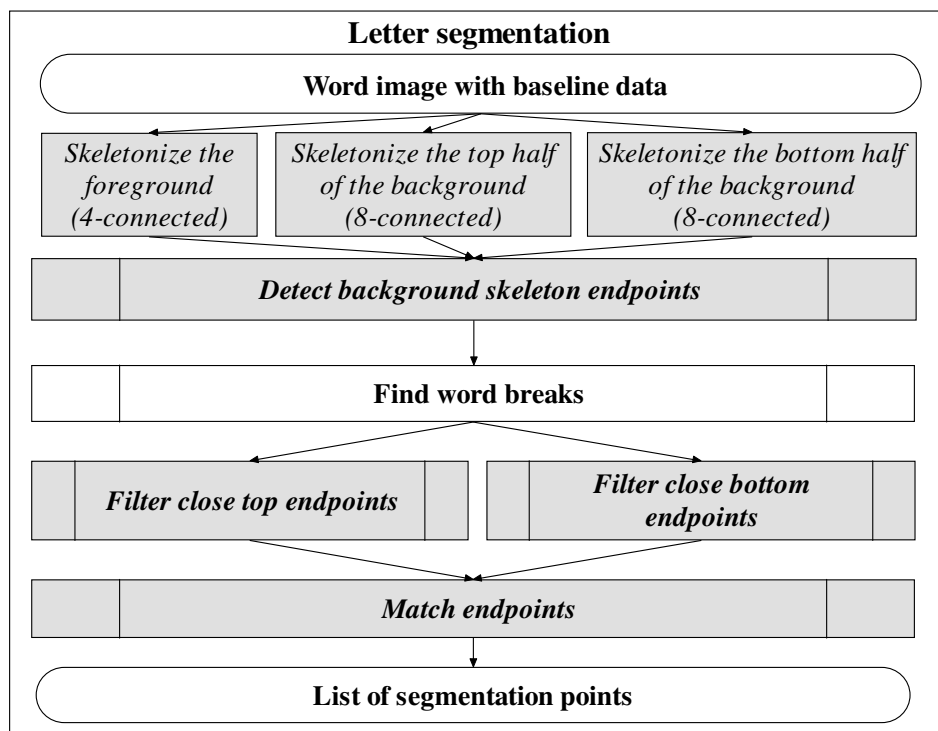 Letter segmentation
Word image with baseline data
Skeletonize the
foreground
(4-connected)
Skeletonize the top half
of the background
(8-connected)
Skeletonize the bottom half
of the background
(8-connected)
Detect background skeleton endpoints
Find word breaks
Filter close top endpoints
Filter close bottom
endpoints
Match endpoints
List of segmentation points